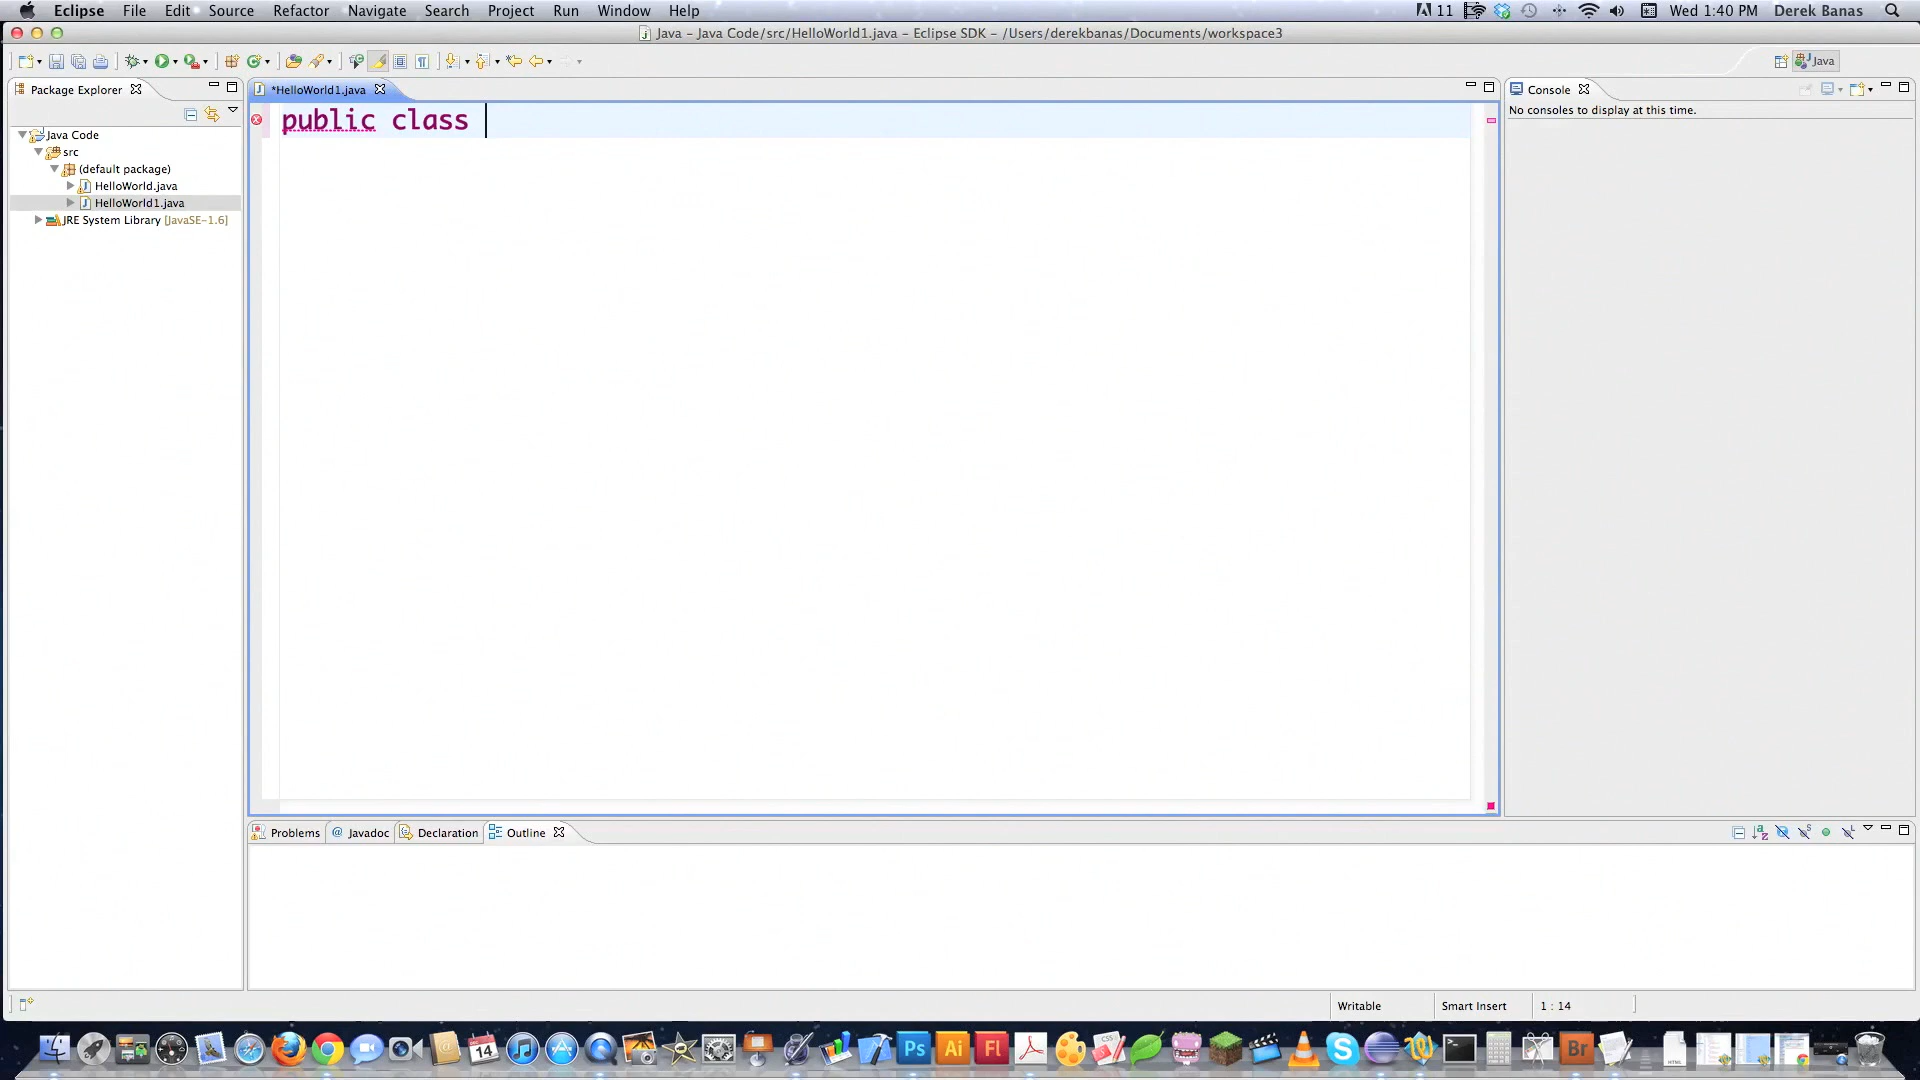 Eclipse File Edit Source Refactor Navigate Search Project Run Window Help 11 Wed 1:40 PM Derek Banas
Java – Java Code/src/HelloWorld1.java – Eclipse SDK – /Users/derekbanas/Documents/workspace3
Java
Package Explorer
*HelloWorld1.java
Console
public class
No consoles to display at this time.
Java Code
src
(default package)
HelloWorld.java
HelloWorld1.java
JRE System Library [JavaSE-1.6]
Problems @ Javadoc Declaration Outline
Writable Smart Insert 1 : 14
14 Ps Ai Fl Br